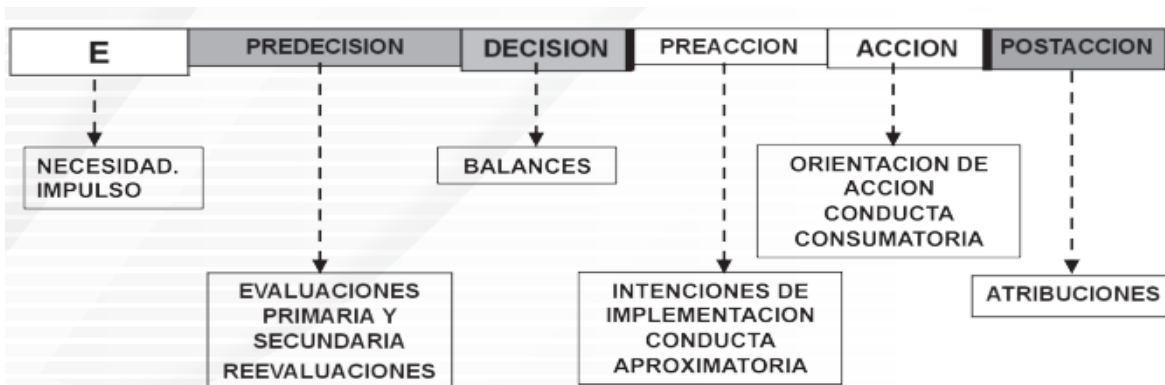 E
PREDECISION
DECISION
PREACCION
ACCION
POSTACCION
NECESIDAD.
IMPULSO
EVALUACIONES
PRIMARIA Y
SECUNDARIA
REEVALUACIONES
BALANCES
INTENCIONES DE
IMPLEMENTACION
CONDUCTA
APROXIMATORIA
ORIENTACION DE
ACCION
CONDUCTA
CONSUMATORIA
ATRIBUCIONES